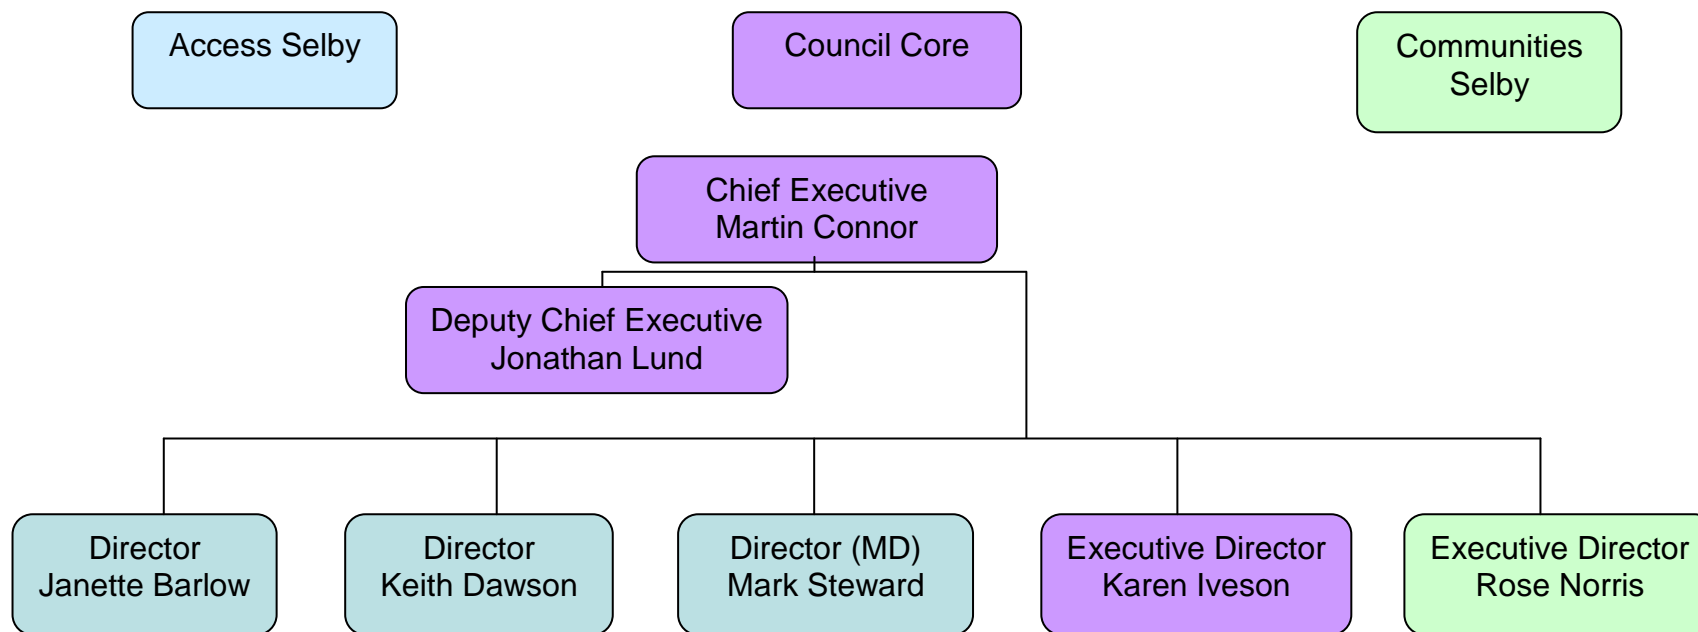 Access Selby
Council Core
Communities
Selby
Chief Executive
Martin Connor
Deputy Chief Executive
Jonathan Lund
Director
Janette Barlow
Director
Keith Dawson
Director (MD)
Mark Steward
Executive Director
Karen Iveson
Executive Director
Rose Norris